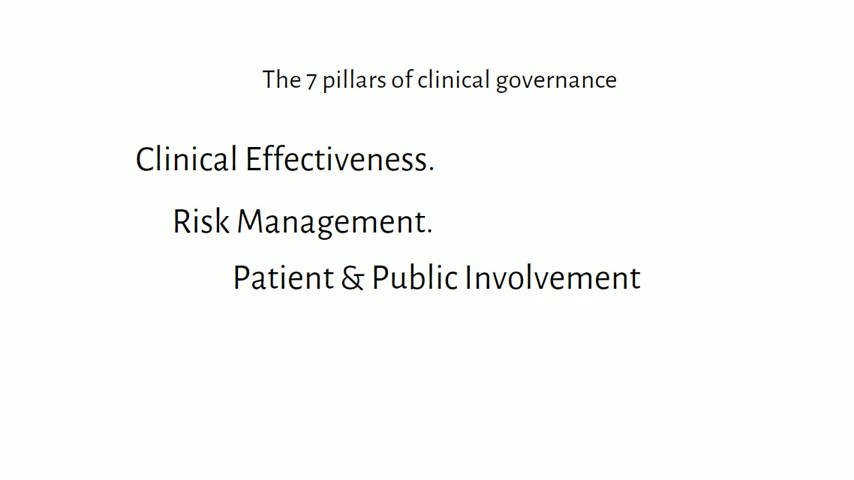 The 7 pillars of clinical governance
Clinical Effectiveness.
Risk Management.
Patient & Public Involvement